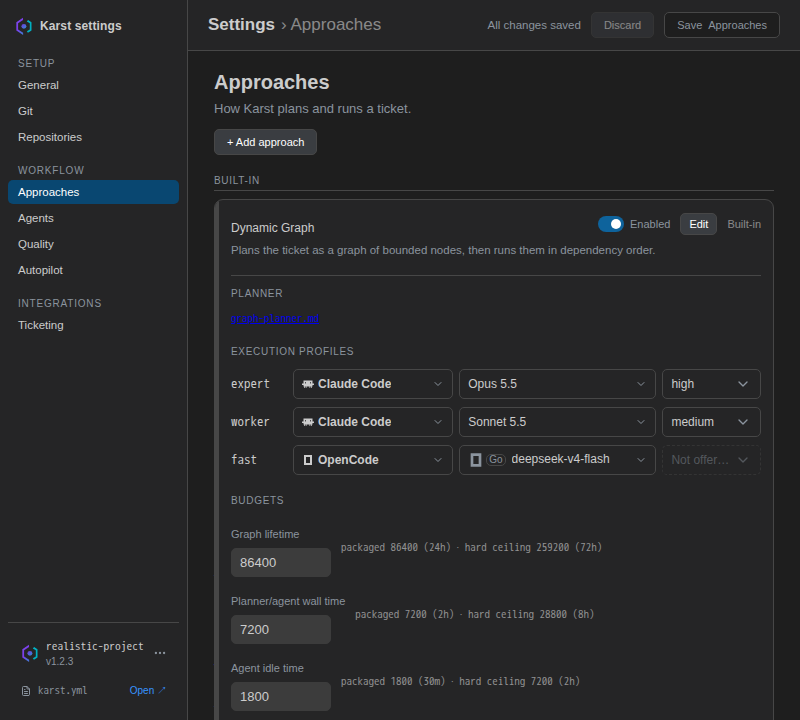 Karst settings
SETUP
General
Git
Repositories
WORKFLOW
Approaches
Agents
Quality
Autopilot
INTEGRATIONS
Ticketing
realistic-project
v1.2.3
karst.yml
Open ↗
Settings › Approaches
All changes saved
Discard
Save Approaches
Approaches
How Karst plans and runs a ticket.
+ Add approach
BUILT-IN
Dynamic Graph
Enabled
Edit
Built-in
Plans the ticket as a graph of bounded nodes, then runs them in dependency order.
PLANNER
graph-planner.md
EXECUTION PROFILES
expert Claude Code Opus 5.5 high
worker Claude Code Sonnet 5.5 medium
fast OpenCode Go deepseek-v4-flash Not offer…
BUDGETS
Graph lifetime
86400
packaged 86400 (24h) · hard ceiling 259200 (72h)
Planner/agent wall time
7200
packaged 7200 (2h) · hard ceiling 28800 (8h)
Agent idle time
1800
packaged 1800 (30m) · hard ceiling 7200 (2h)